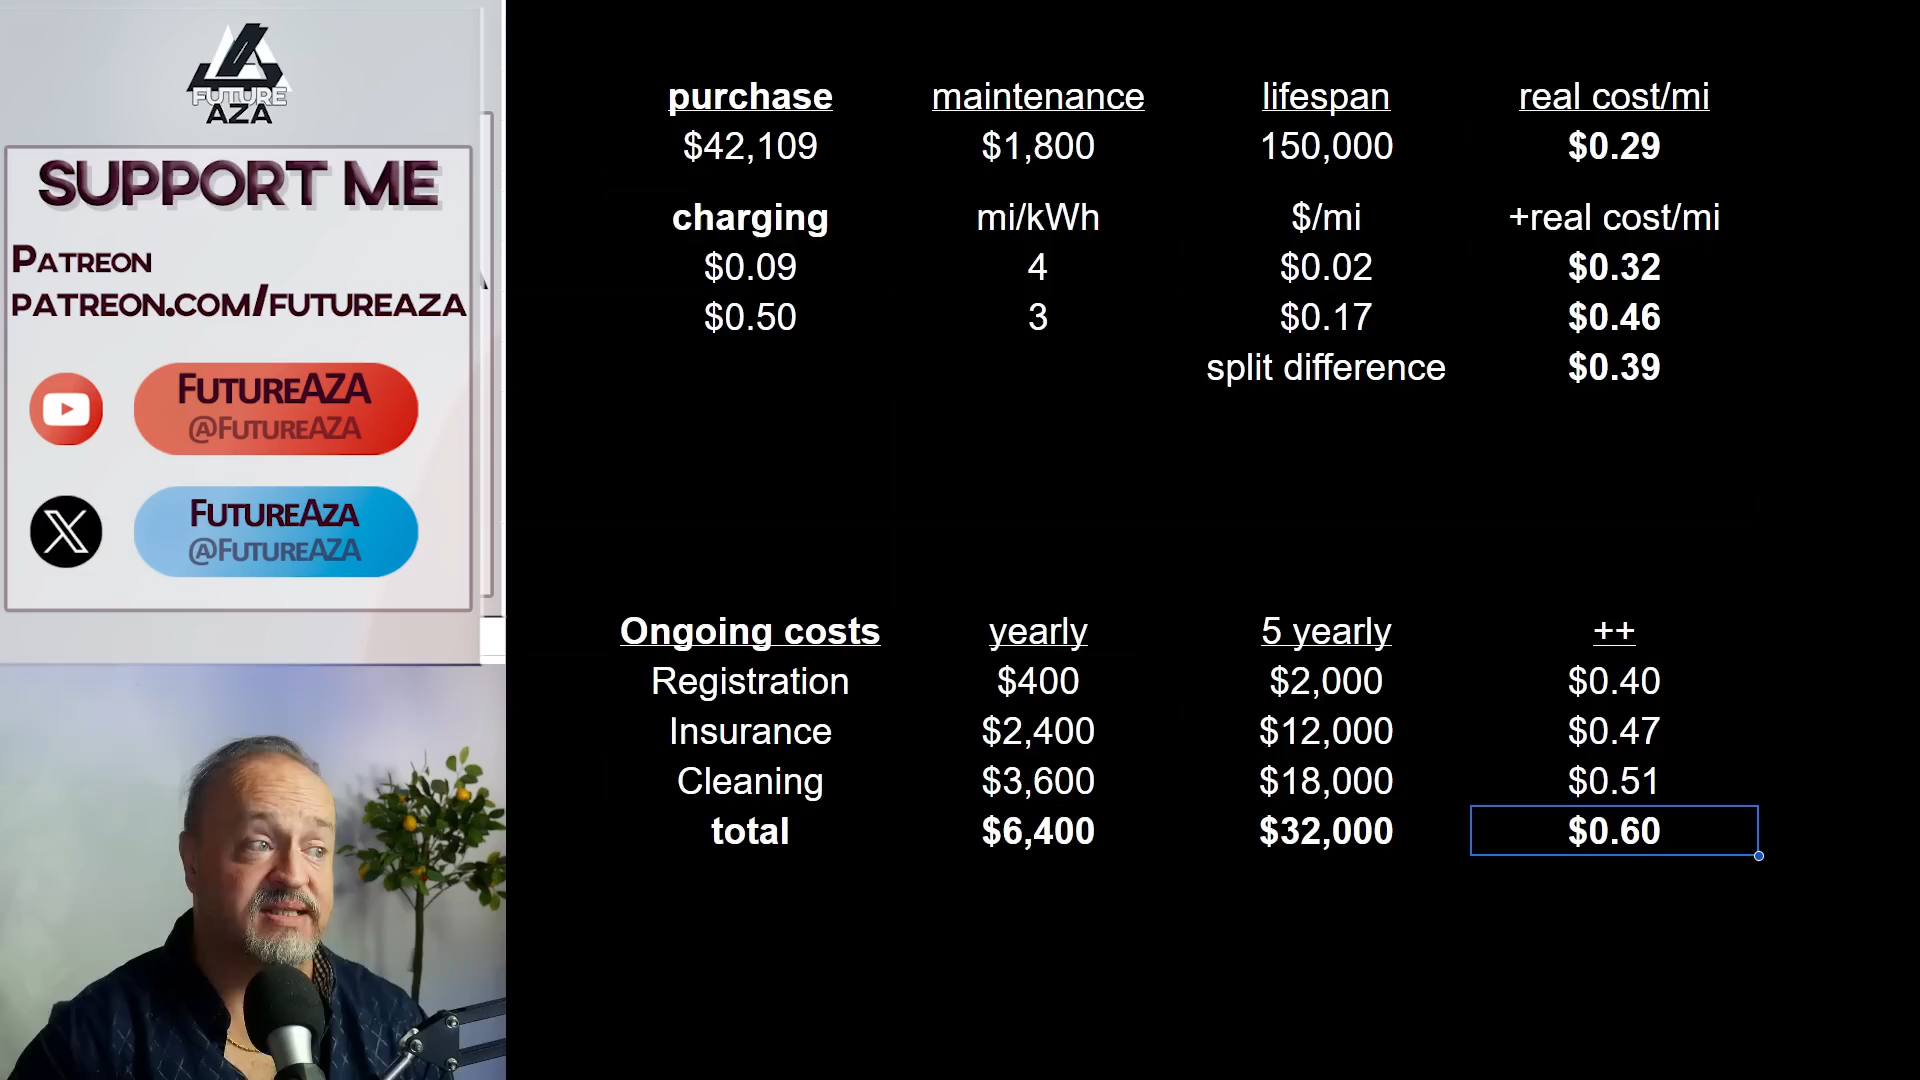 FUTURE
AZA
SUPPORT ME
PATREON
PATREON.COM/FUTUREAZA
FUTUREAZA
@FUTUREAZA
FUTUREAZA
@FUTUREAZA
purchase maintenance lifespan real cost/mi
$42,109 $1,800 150,000 $0.29
charging mi/kWh $/mi +real cost/mi
$0.09 4 $0.02 $0.32
$0.50 3 $0.17 $0.46
split difference $0.39
Ongoing costs yearly 5 yearly ++
Registration $400 $2,000 $0.40
Insurance $2,400 $12,000 $0.47
Cleaning $3,600 $18,000 $0.51
total $6,400 $32,000 $0.60